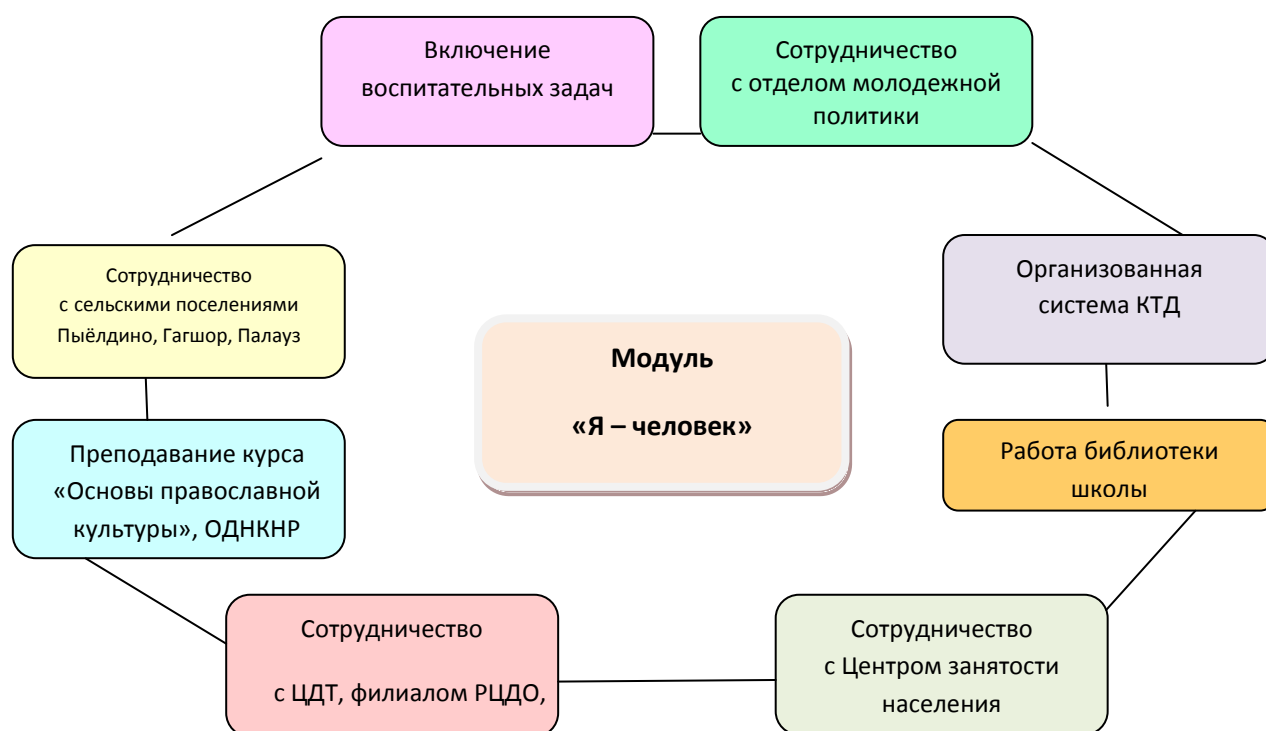 Включение
воспитательных задач
Сотрудничество
с отделом молодежной
политики
Сотрудничество
с сельскими поселениями
Пыёлдино, Гагшор, Палауз
Организованная
система КТД
Модуль
«Я – человек»
Преподавание курса
«Основы православной
культуры», ОДНКНР
Работа библиотеки
школы
Сотрудничество
с ЦДТ, филиалом РЦДО,
Сотрудничество
с Центром занятости
населения